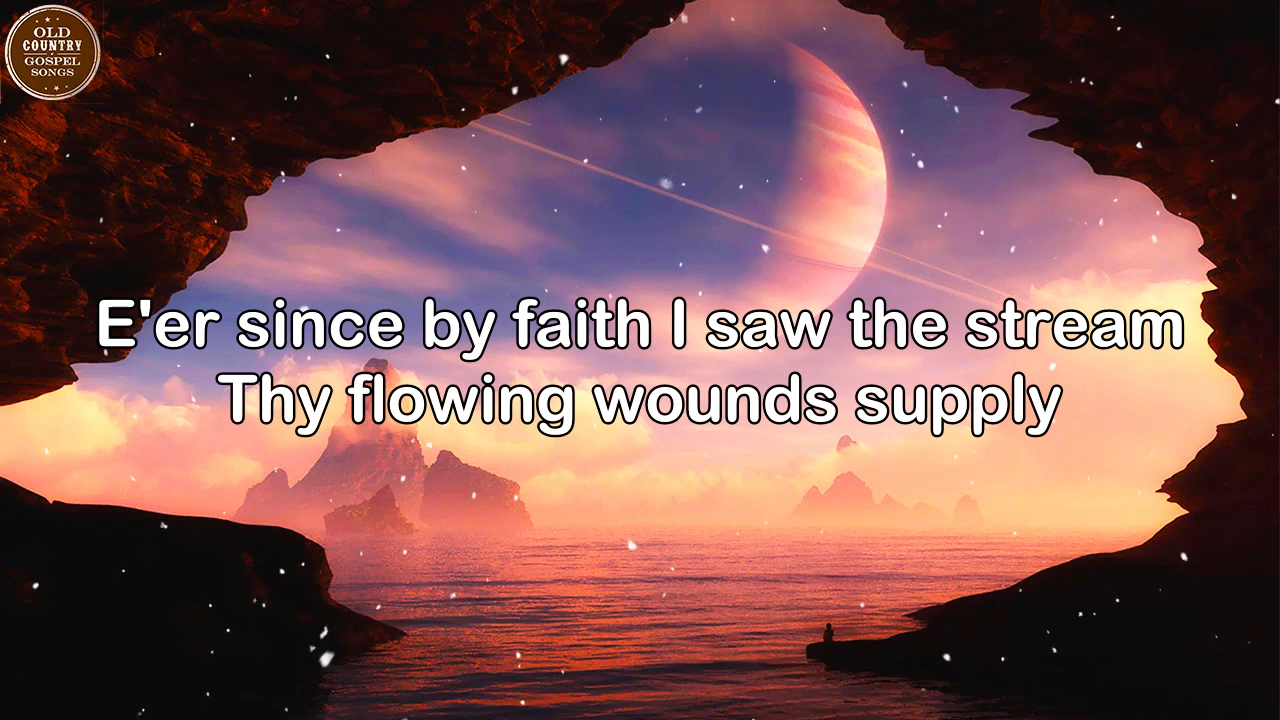 OLD
COUNTRY
GOSPEL
SONGS
E'er since by faith I saw the stream
Thy flowing wounds supply